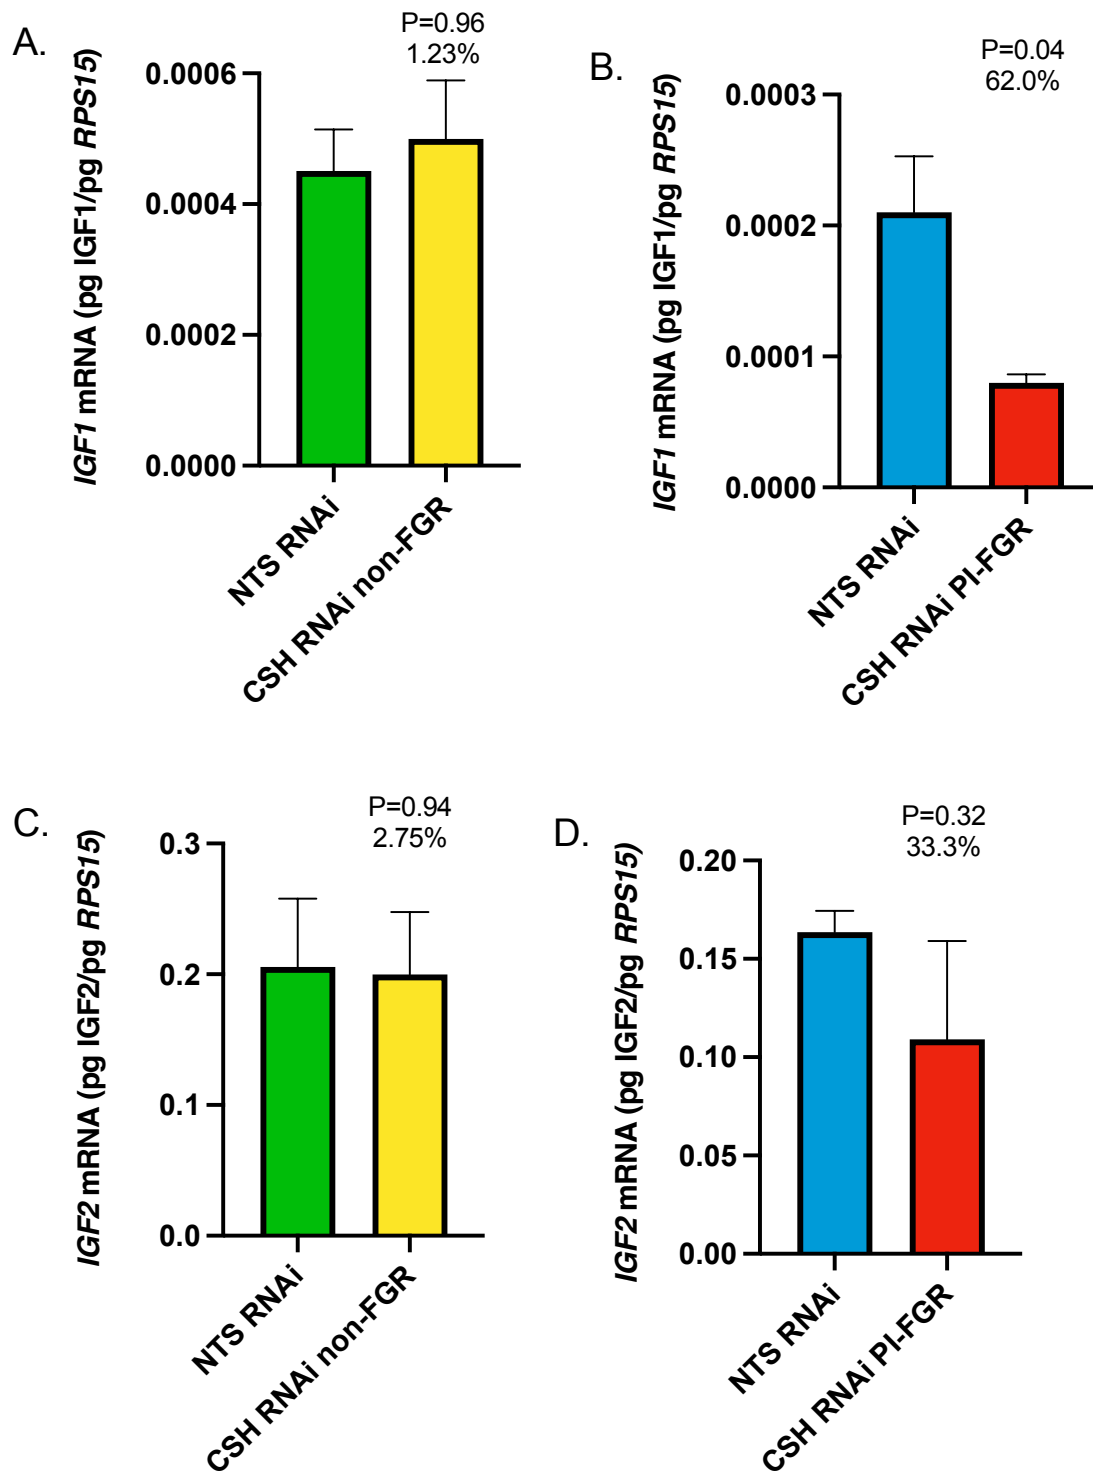 A.
P=0.96
1.23%
IGF1 mRNA (pg IGF1/pg RPS15)
0.0006
0.0004
0.0002
0.0000
NTS RNAi
CSH RNAi non-FGR
B.
P=0.04
62.0%
IGF1 mRNA (pg IGF1/pg RPS15)
0.0003
0.0002
0.0001
0.0000
NTS RNAi
CSH RNAi PI-FGR
C.
P=0.94
2.75%
IGF2 mRNA (pg IGF2/pg RPS15)
0.3
0.2
0.1
0.0
NTS RNAi
CSH RNAi non-FGR
D.
P=0.32
33.3%
IGF2 mRNA (pg IGF2/pg RPS15)
0.20
0.15
0.10
0.05
0.00
NTS RNAi
CSH RNAi PI-FGR